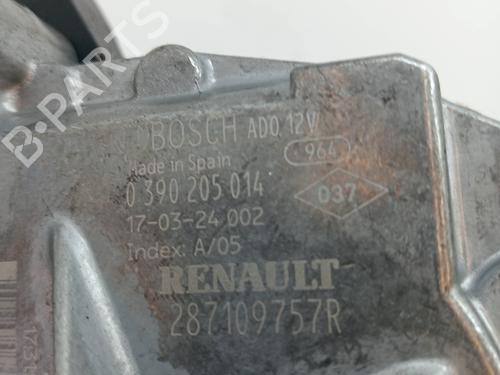 B-PARTS
BOSCH ADO 12V
Made in Spain
964
0 390 205 014
037
17-03-24 002
Index: A/05
RENAULT
287109757R